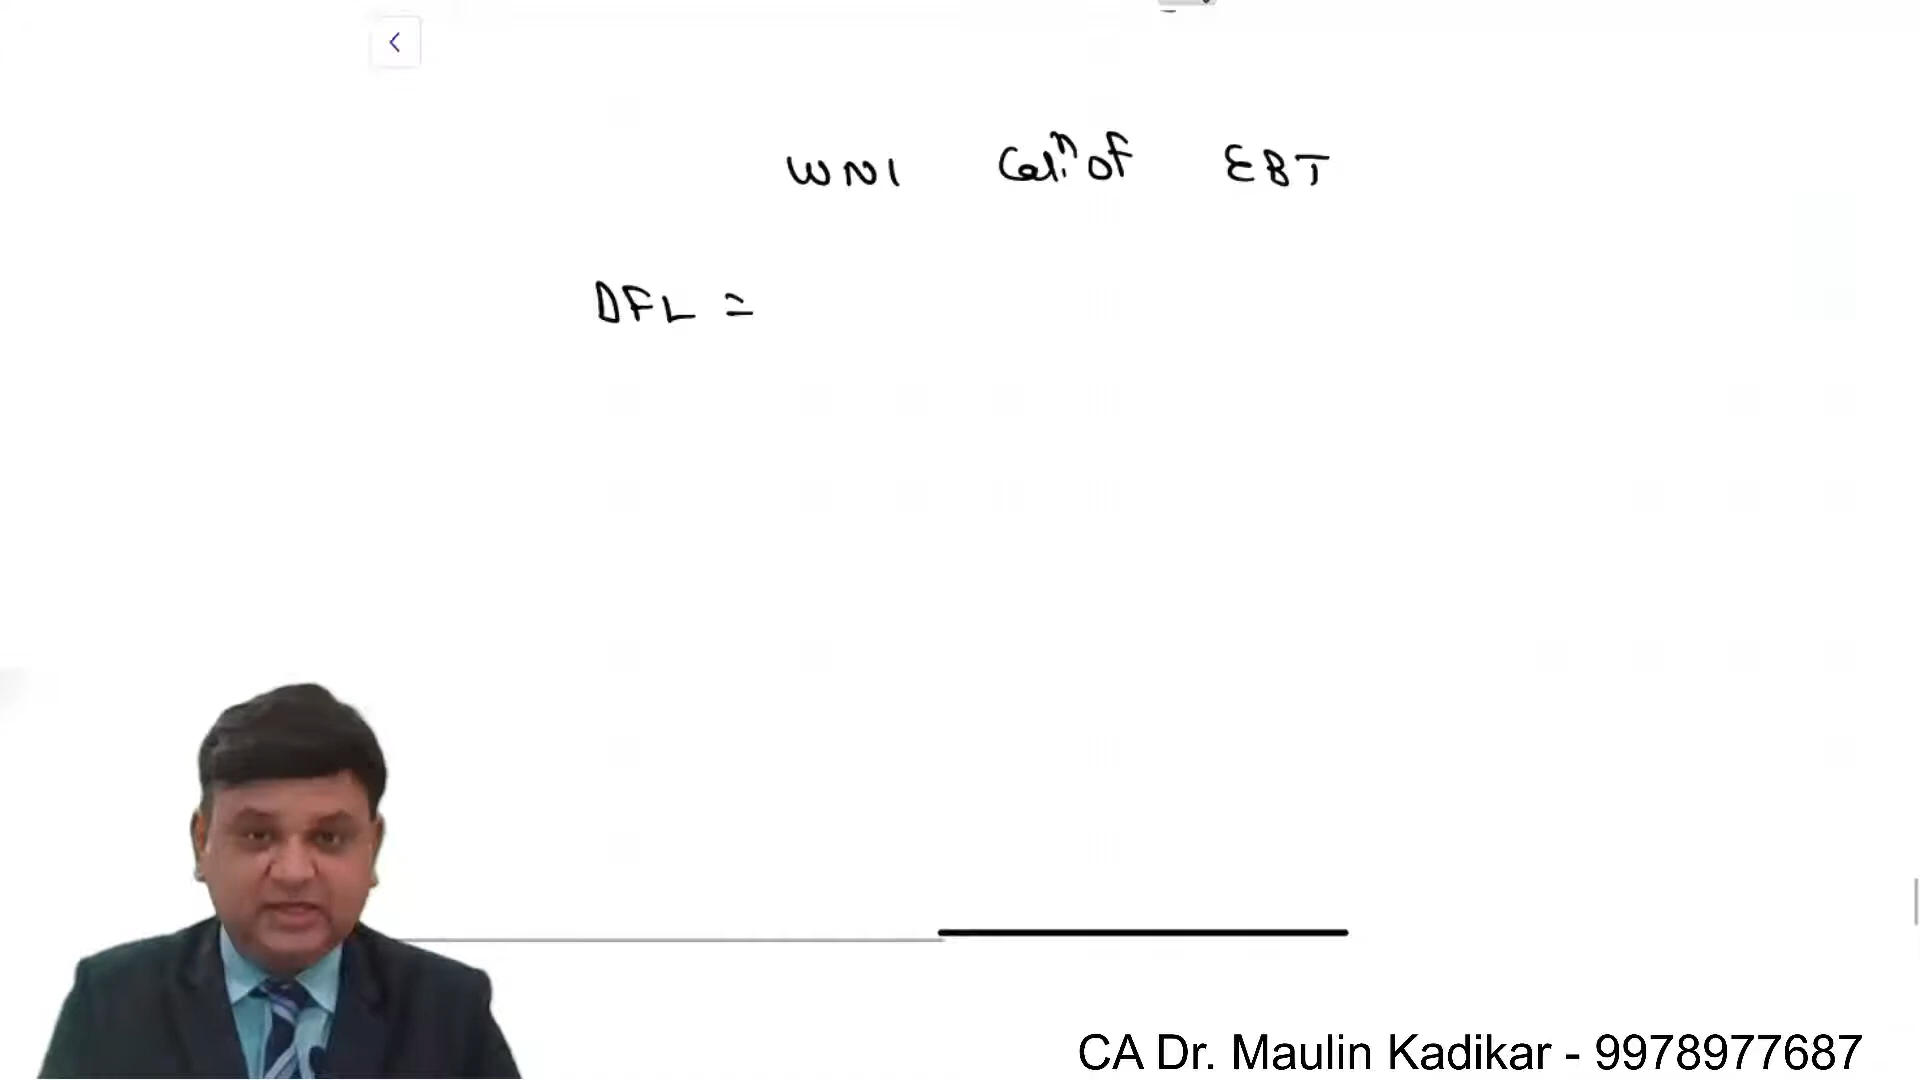 WN1 Calⁿ. of EBT
DFL =
CA Dr. Maulin Kadikar - 9978977687